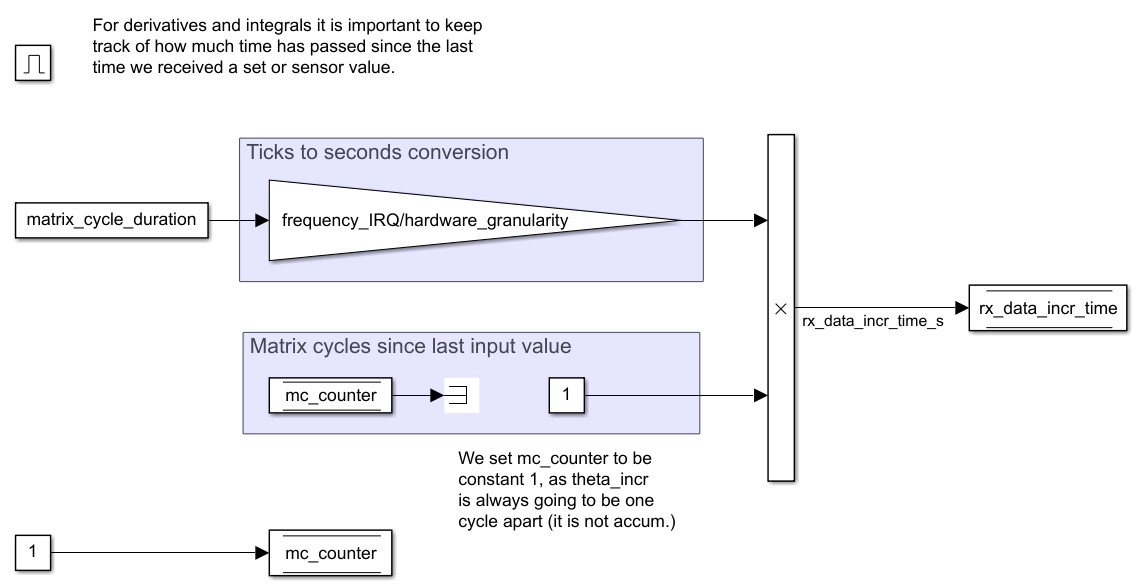 For derivatives and integrals it is important to keep
track of how much time has passed since the last
time we received a set or sensor value.
Ticks to seconds conversion
matrix_cycle_duration
frequency_IRQ/hardware_granularity
×
rx_data_incr_time_s
rx_data_incr_time
Matrix cycles since last input value
mc_counter
1
We set mc_counter to be
constant 1, as theta_incr
is always going to be one
cycle apart (it is not accum.)
1
mc_counter